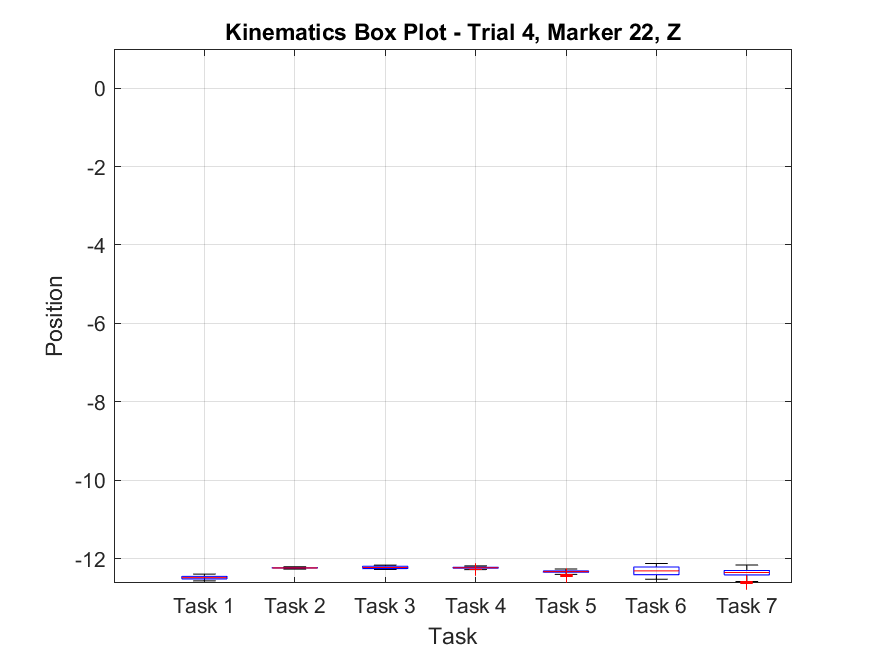 Kinematics Box Plot - Trial 4, Marker 22, Z
0
-2
-4
-6
-8
-10
-12
Position
Task 1 Task 2 Task 3 Task 4 Task 5 Task 6 Task 7
Task